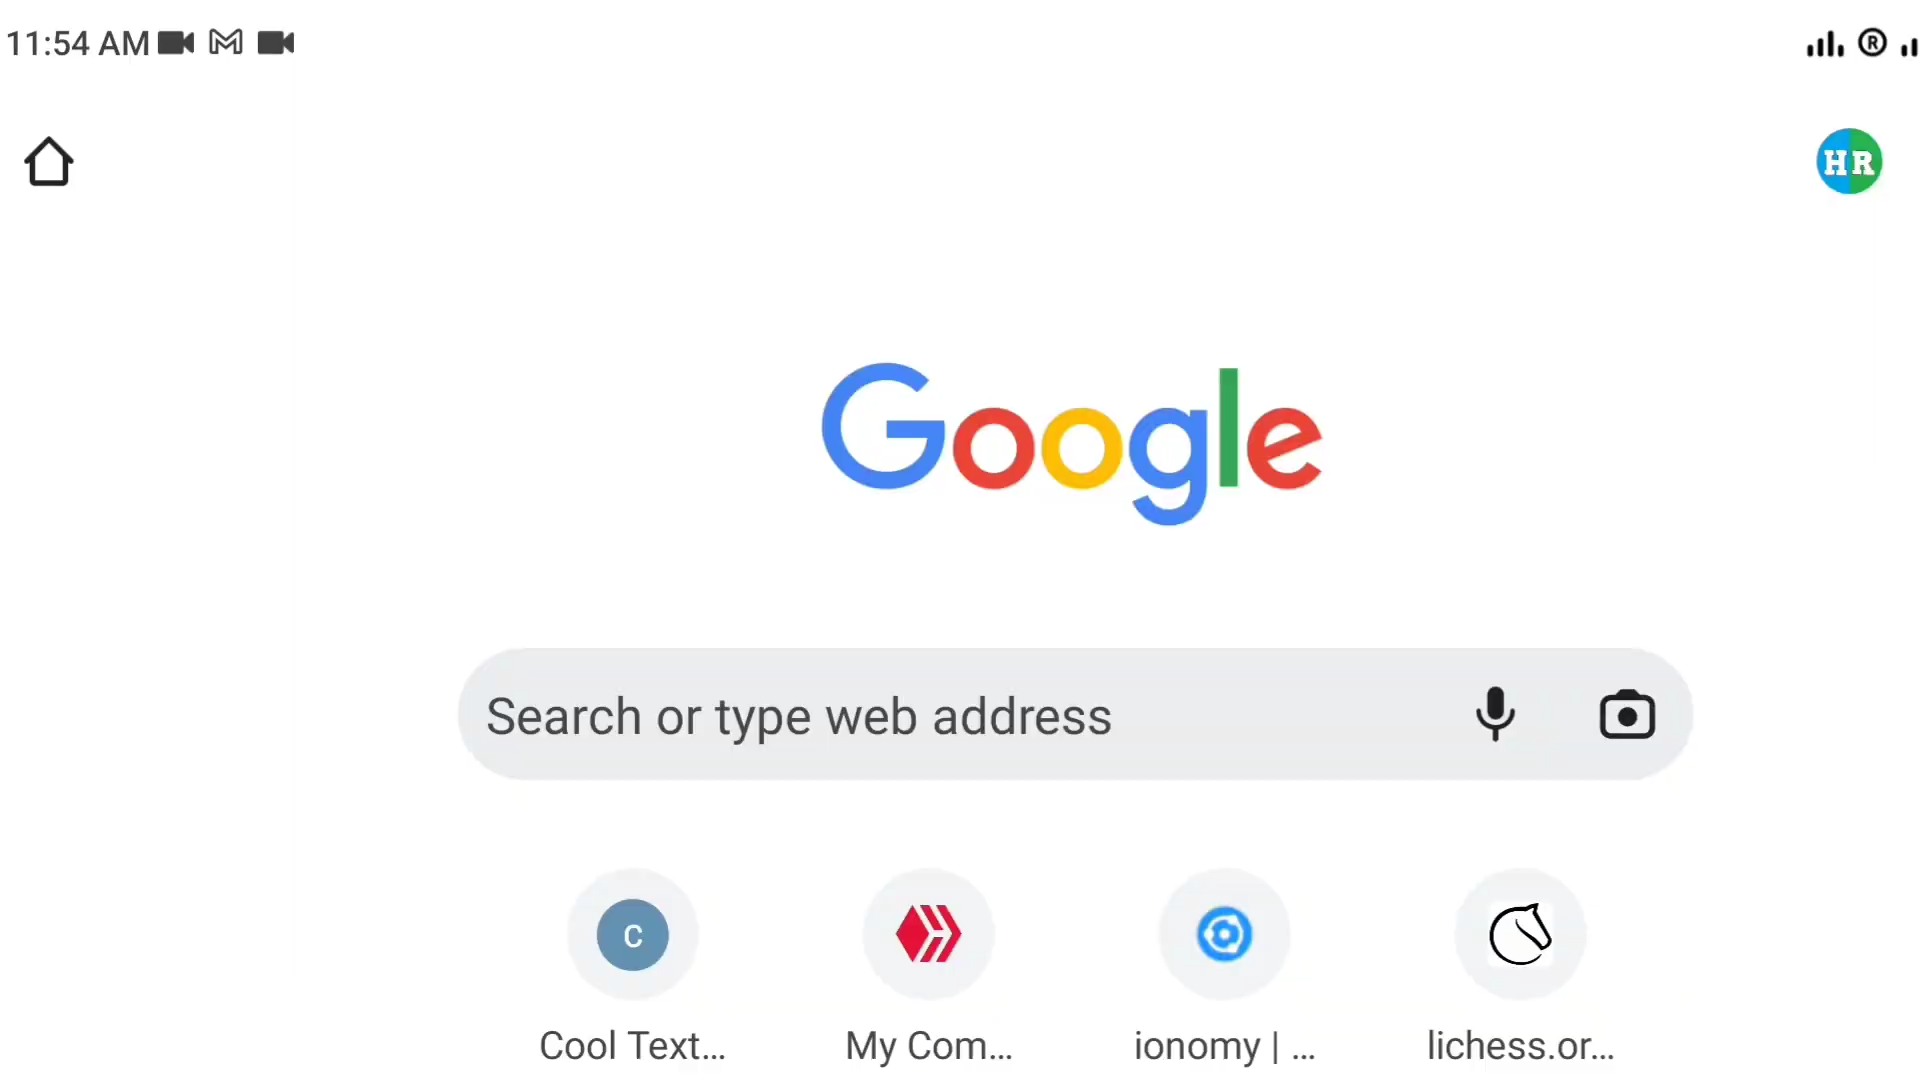 11:54 AM
R
HR
Google
Search or type web address
C
Cool Text...
My Com...
ionomy | ...
lichess.or...